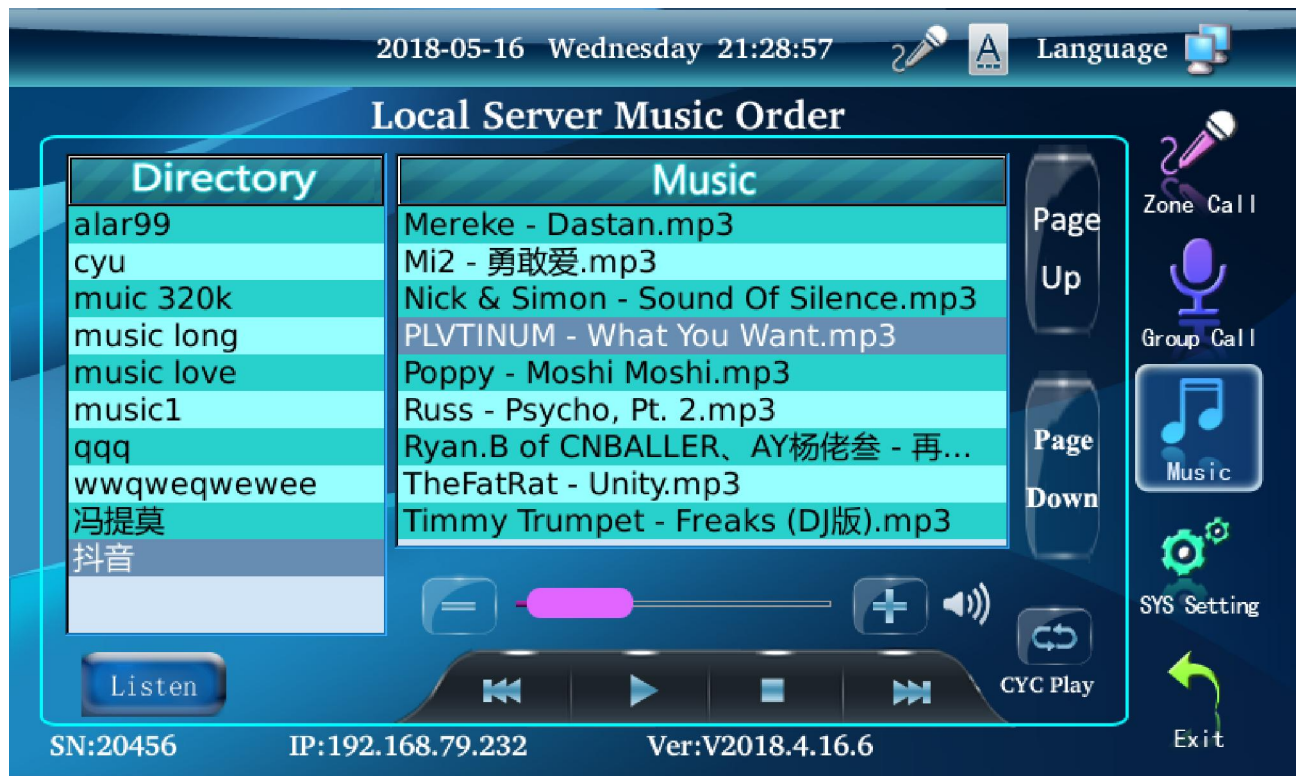 2018-05-16 Wednesday 21:28:57 A Language
Local Server Music Order
Directory
alar99
cyu
muic 320k
music long
music love
music1
qqq
wwqweqwewee
冯提莫
抖音
Music
Mereke - Dastan.mp3
Mi2 - 勇敢爱.mp3
Nick & Simon - Sound Of Silence.mp3
PLVTINUM - What You Want.mp3
Poppy - Moshi Moshi.mp3
Russ - Psycho, Pt. 2.mp3
Ryan.B of CNBALLER、AY杨佬叁 - 再...
TheFatRat - Unity.mp3
Timmy Trumpet - Freaks (DJ版).mp3
Page
Up
Page
Down
Zone Call
Group Call
Music
SYS Setting
Exit
Listen
CYC Play
SN:20456 IP:192.168.79.232 Ver:V2018.4.16.6